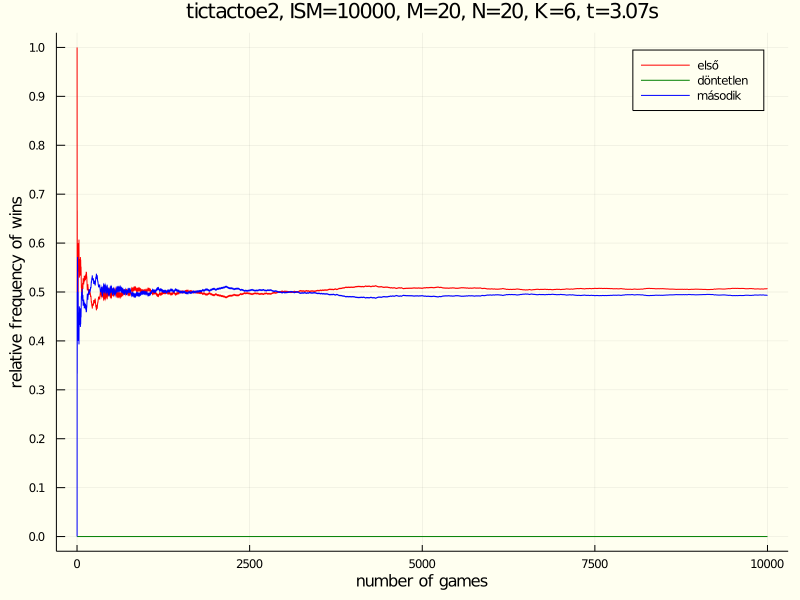 tictactoe2, ISM=10000, M=20, N=20, K=6, t=3.07s
1.0
0.9
0.8
0.7
0.6
0.5
0.4
0.3
0.2
0.1
0.0
relative frequency of wins
első
döntetlen
második
0
2500
5000
7500
10000
number of games